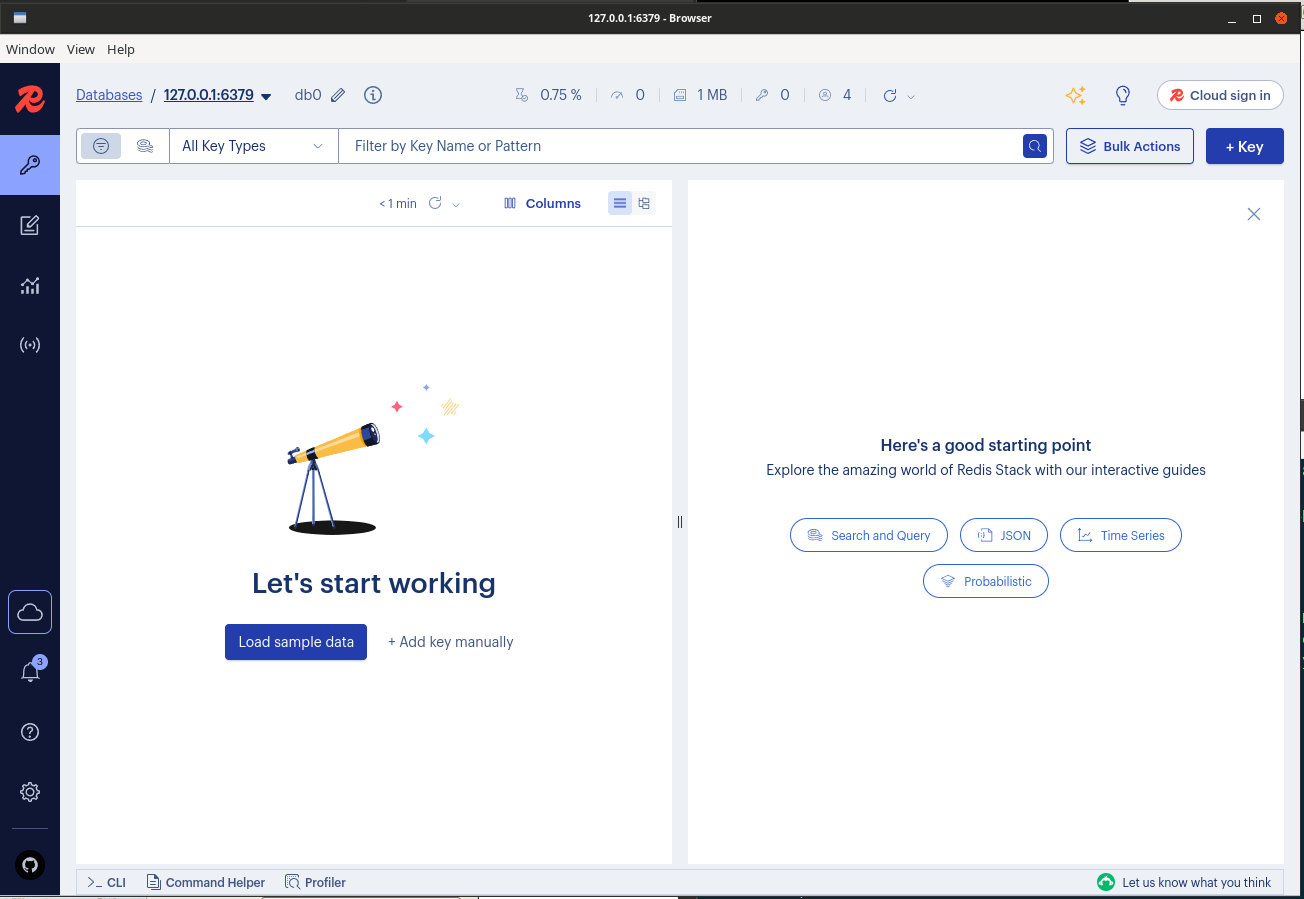 127.0.0.1:6379 - Browser
Window View Help
Databases / 127.0.0.1:6379 db0 0.75 % 0 1 MB 0 4 Cloud sign in
All Key Types Filter by Key Name or Pattern Bulk Actions + Key
< 1 min Columns
Here's a good starting point
Explore the amazing world of Redis Stack with our interactive guides
Search and Query JSON Time Series
Probabilistic
Let's start working
Load sample data + Add key manually
3
>_ CLI Command Helper Profiler Let us know what you think